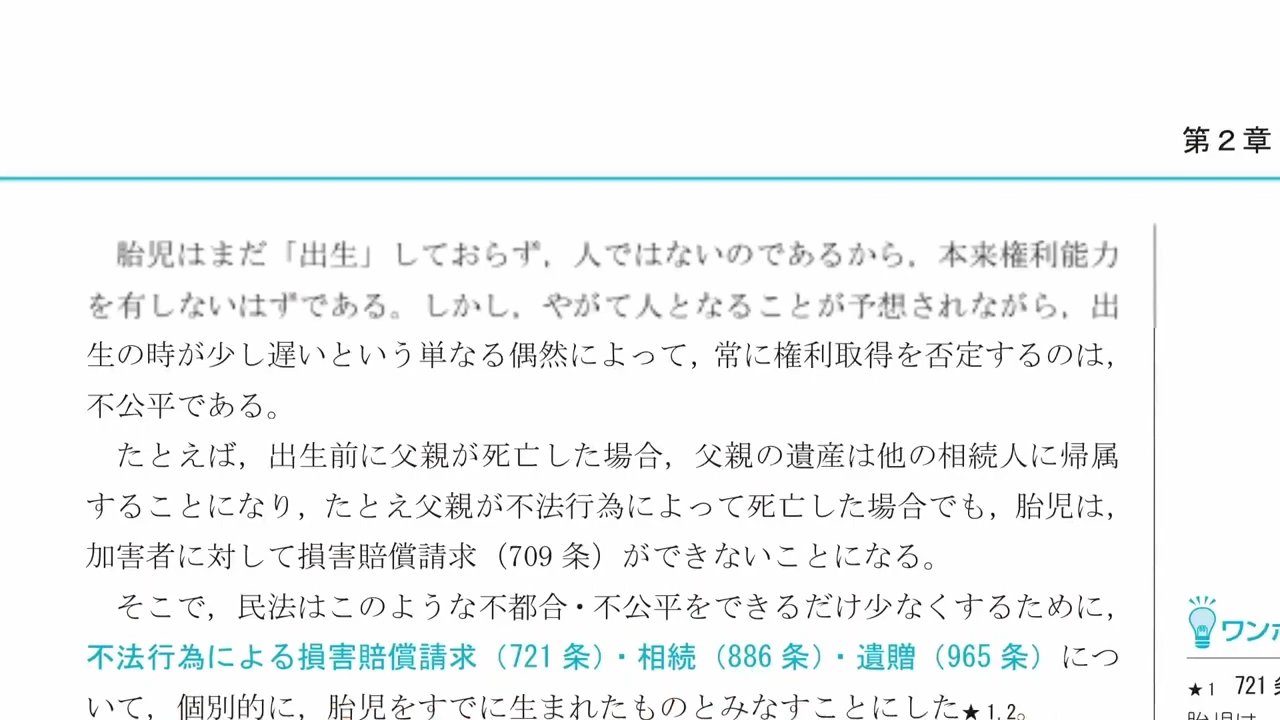 第2章
胎児はまだ「出生」しておらず，人ではないのであるから，本来権利能力
を有しないはずである。しかし，やがて人となることが予想されながら，出
生の時が少し遅いという単なる偶然によって，常に権利取得を否定するのは，
不公平である。
たとえば，出生前に父親が死亡した場合，父親の遺産は他の相続人に帰属
することになり，たとえ父親が不法行為によって死亡した場合でも，胎児は，
加害者に対して損害賠償請求（709 条）ができないことになる。
そこで，民法はこのような不都合・不公平をできるだけ少なくするために，
不法行為による損害賠償請求（721 条）・相続（886 条）・遺贈（965 条）につ
いて，個別的に，胎児をすでに生まれたものとみなすことにした★1, 2。
ワン
★1 721
胎児は